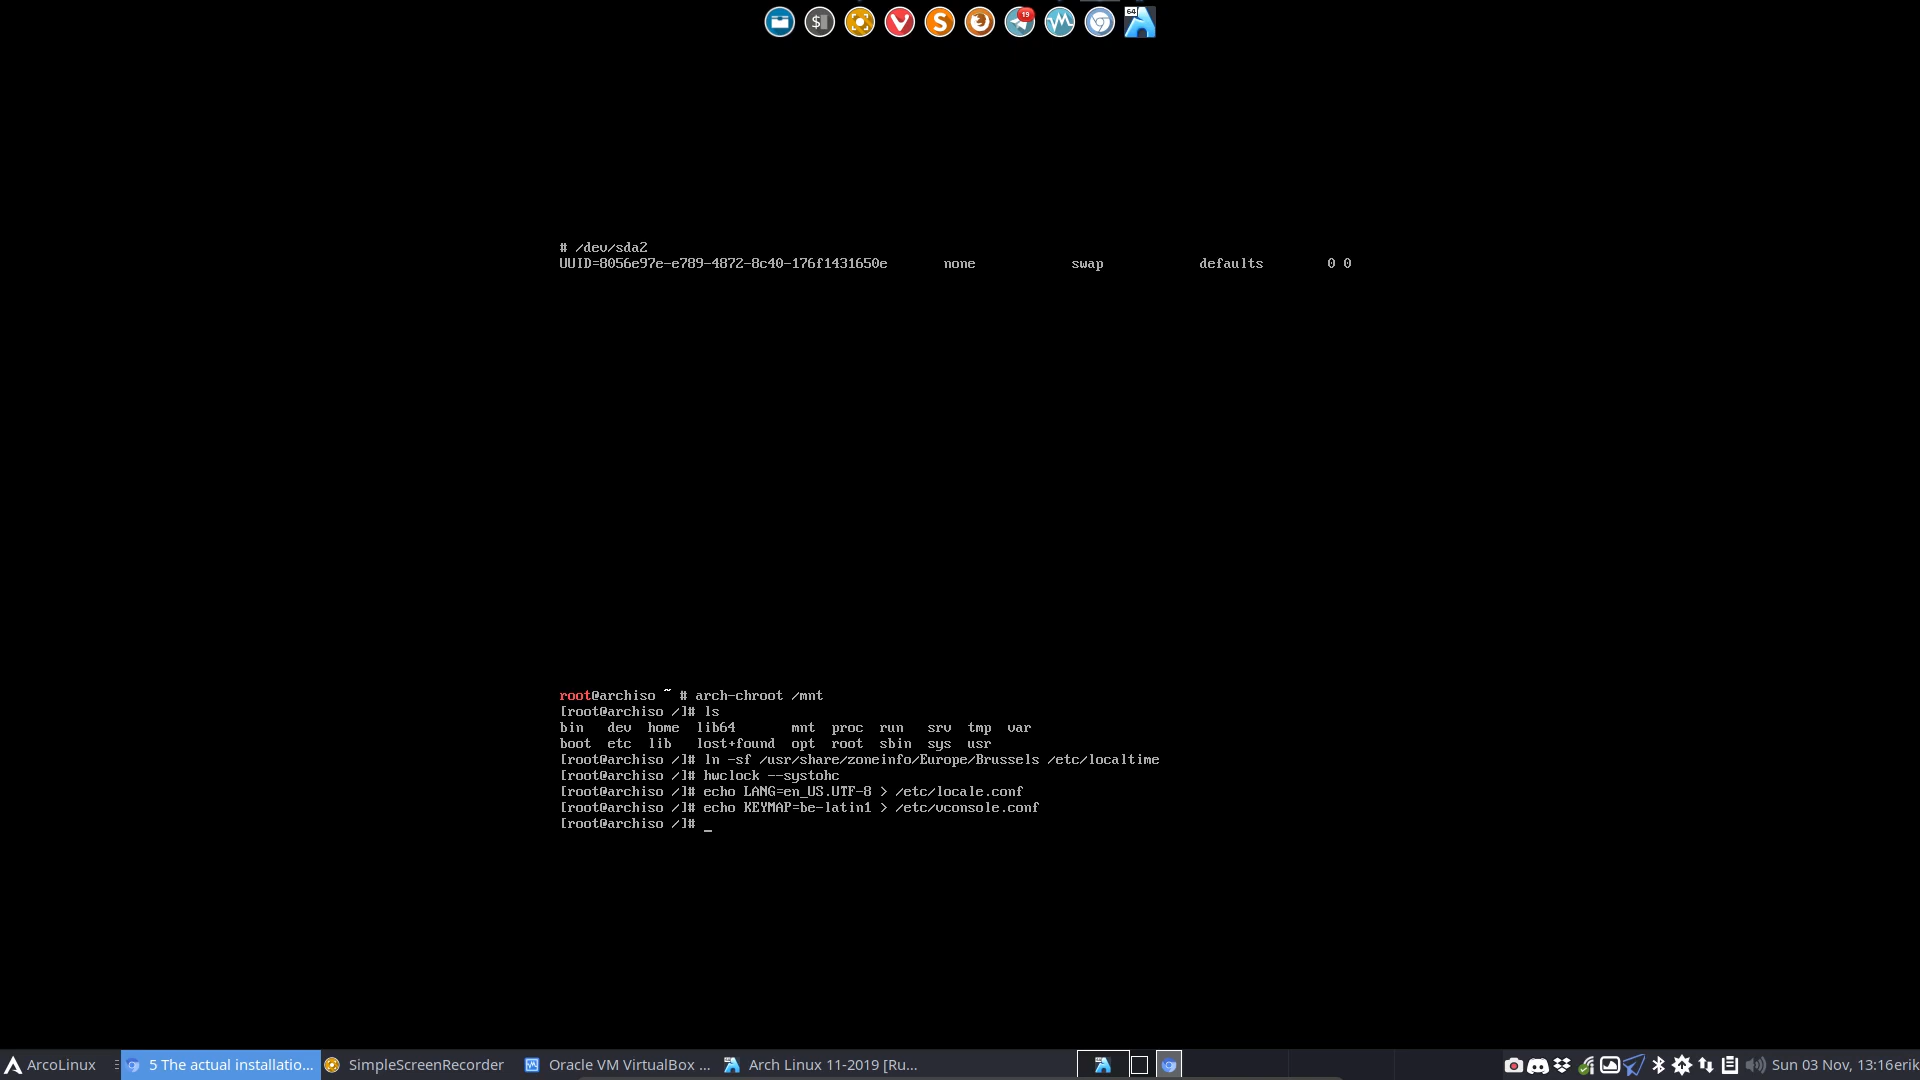 $
S
19
64
# /dev/sda2
UUID=8056e97e-e789-4872-8c40-176f1431650e none swap defaults 0 0
root@archiso ~ # arch-chroot /mnt
[root@archiso /]# ls
bin dev home lib64 mnt proc run srv tmp var
boot etc lib lost+found opt root sbin sys usr
[root@archiso /]# ln -sf /usr/share/zoneinfo/Europe/Brussels /etc/localtime
[root@archiso /]# hwclock --systohc
[root@archiso /]# echo LANG=en_US.UTF-8 > /etc/locale.conf
[root@archiso /]# echo KEYMAP=be-latin1 > /etc/vconsole.conf
[root@archiso /]# _
ArcoLinux 5 The actual installatio... SimpleScreenRecorder Oracle VM VirtualBox ... Arch Linux 11-2019 [Ru... Sun 03 Nov, 13:16erik